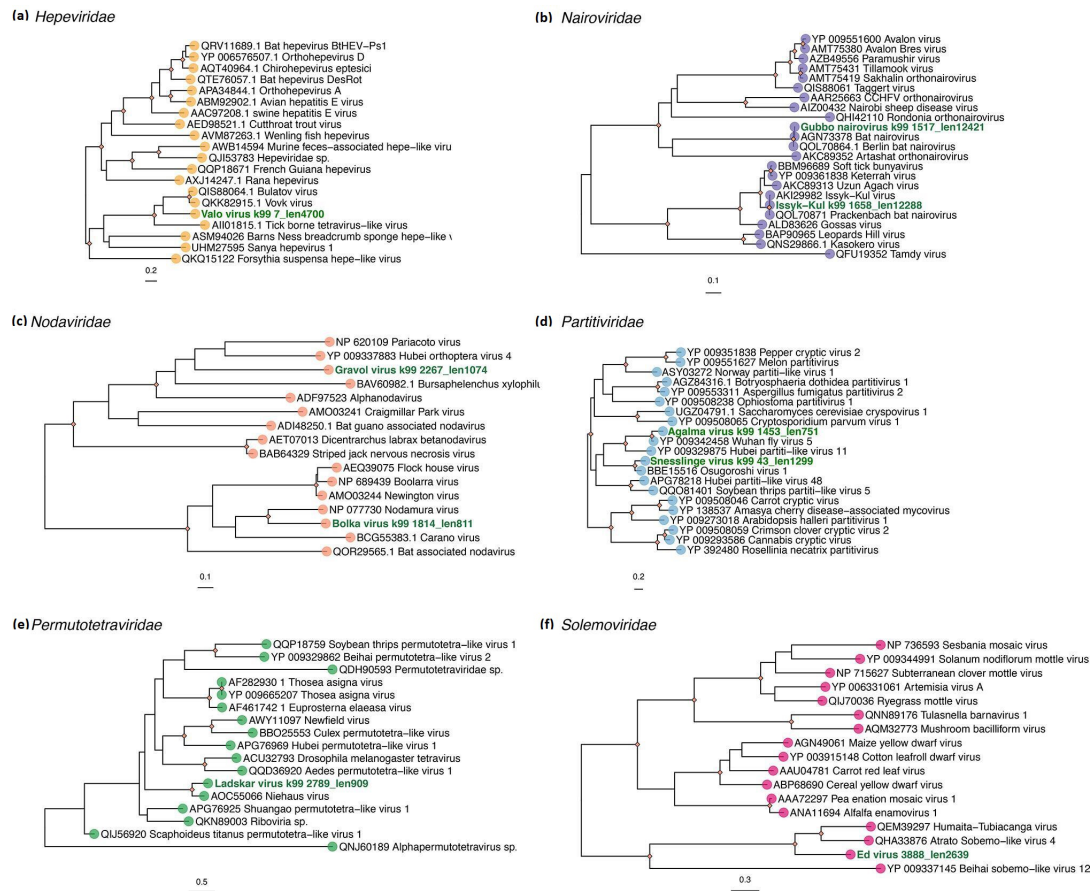 (a) Hepeviridae
QRV11689.1 Bat hepevirus BtHEV-Ps1
YP 006576507.1 Orthohepevirus D
AQT40964.1 Chirohepevirus eptesici
QTE76057.1 Bat hepevirus DesRot
APA34844.1 Orthohepevirus A
ABM92902.1 Avian hepatitis E virus
AAC97208.1 swine hepatitis E virus
AED98521.1 Cutthroat trout virus
AVM87263.1 Wenling fish hepevirus
AWB14594 Murine feces-associated hepe-like viru
QJI53783 Hepeviridae sp.
QQP18671 French Guiana hepevirus
AXJ14247.1 Rana hepevirus
QIS88064.1 Bulatov virus
QKK82915.1 Vovk virus
Valo virus k99 7_len4700
AII01815.1 Tick borne tetravirus-like virus
ASM94026 Barns Ness breadcrumb sponge hepe-like v
UHM27595 Sanya hepevirus 1
QKQ15122 Forsythia suspensa hepe-like virus
0.2
(b) Nairoviridae
YP 009551600 Avalon virus
AMT75380 Avalon Bres virus
AZB49556 Paramushir virus
AMT75431 Tillamook virus
AMT75419 Sakhalin orthonairovirus
QIS88061 Taggert virus
AAR25663 CCHFV orthonairovirus
AIZ00432 Nairobi sheep disease virus
QHI42110 Rondonia orthonairovirus
Gubbo nairovirus k99 1517_len12421
AGN73378 Bat nairovirus
QOL70864.1 Berlin bat nairovirus
AKC89352 Artashat orthonairovirus
BBM96689 Soft tick bunyavirus
YP 009361838 Keterrah virus
AKC89313 Uzun Agach virus
AKI29982 Issyk-Kul virus
Issyk-Kul k99 1658_len12288
QOL70871 Prackenbach bat nairovirus
ALD83626 Gossas virus
BAP90965 Leopards Hill virus
QNS29866.1 Kasokero virus
QFU19352 Tamdy virus
0.1
(c) Nodaviridae
NP 620109 Pariacoto virus
YP 009337883 Hubei orthoptera virus 4
Gravol virus k99 2267_len1074
BAV60982.1 Bursaphelenchus xylophilu
ADF97523 Alphanodavirus
AMO03241 Craigmillar Park virus
ADI48250.1 Bat guano associated nodavirus
AET07013 Dicentrarchus labrax betanodavirus
BAB64329 Striped jack nervous necrosis virus
AEQ39075 Flock house virus
NP 689439 Boolarra virus
AMO03244 Newington virus
NP 077730 Nodamura virus
Bolka virus k99 1814_len811
BCG55383.1 Carano virus
QOR29565.1 Bat associated nodavirus
0.1
(d) Partitiviridae
YP 009351838 Pepper cryptic virus 2
YP 009551627 Melon partitivirus
ASY03272 Norway partiti-like virus 1
AGZ84316.1 Botryosphaeria dothidea partitivirus 1
YP 009553311 Aspergillus fumigatus partitivirus 2
YP 009508238 Ophiostoma partitivirus 1
UGZ04791.1 Saccharomyces cerevisiae cryspovirus 1
YP 009508065 Cryptosporidium parvum virus 1
Agalma virus k99 1453_len751
YP 009342458 Wuhan fly virus 5
YP 009329875 Hubei partiti-like virus 11
Snesslinge virus k99 43_len1299
BBE15516 Osugoroshi virus 1
APG78218 Hubei partiti-like virus 48
QQO81401 Soybean thrips partiti-like virus 5
YP 009508046 Carrot cryptic virus
YP 138537 Amasya cherry disease-associated mycovirus
YP 009273018 Arabidopsis halleri partitivirus 1
YP 009508059 Crimson clover cryptic virus 2
YP 009293586 Cannabis cryptic virus
YP 392480 Rosellinia necatrix partitivirus
0.2
(e) Permutotetraviridae
QQP18759 Soybean thrips permutotetra-like virus 1
YP 009329862 Beihai permutotetra-like virus 2
QDH90593 Permutotetraviridae sp.
AF282930 1 Thosea asigna virus
YP 009665207 Thosea asigna virus
AF461742 1 Euprosterna elaeasa virus
AWY11097 Newfield virus
BBO25553 Culex permutotetra-like virus
APG76969 Hubei permutotetra-like virus 1
ACU32793 Drosophila melanogaster tetravirus
QQD36920 Aedes permutotetra-like virus 1
Ladskar virus k99 2789_len909
AOC55066 Niehaus virus
APG76925 Shuangao permutotetra-like virus 1
QKN89003 Riboviria sp.
QIJ56920 Scaphoideus titanus permutotetra-like virus 1
QNJ60189 Alphapermutotetravirus sp.
0.5
(f) Solemoviridae
NP 736593 Sesbania mosaic virus
YP 009344991 Solanum nodiflorum mottle virus
NP 715627 Subterranean clover mottle virus
YP 006331061 Artemisia virus A
QIJ70036 Ryegrass mottle virus
QNN89176 Tulasnella barnavirus 1
AQM32773 Mushroom bacilliform virus
AGN49061 Maize yellow dwarf virus
YP 003915148 Cotton leafroll dwarf virus
AAU04781 Carrot red leaf virus
ABP68690 Cereal yellow dwarf virus
AAA72297 Pea enation mosaic virus 1
ANA11694 Alfalfa enamovirus 1
QEM39297 Humaita-Tubiacanga virus
QHA33876 Atrato Sobemo-like virus 4
Ed virus 3888_len2639
YP 009337145 Beihai sobemo-like virus 12
0.3